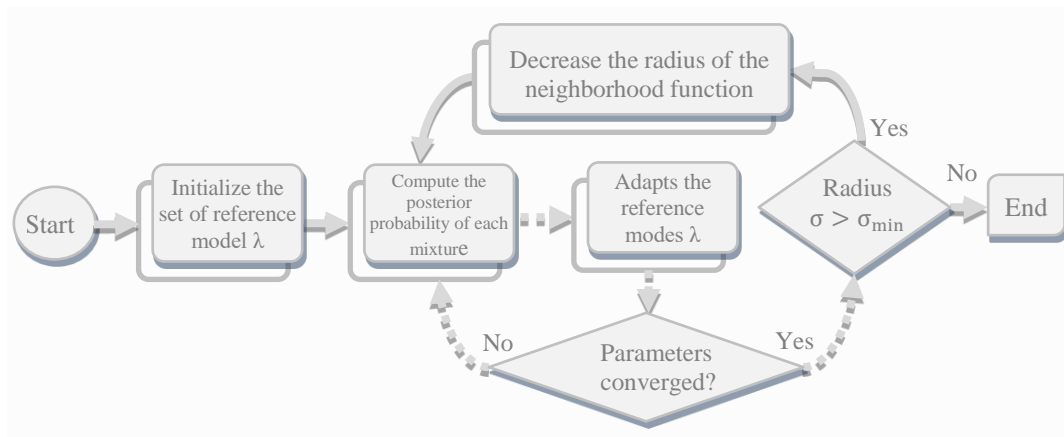 Start
Initialize the
set of reference
model λ
Compute the
posterior
probability of each
mixture
Adapts the
reference
modes λ
Parameters
converged?
No
Yes
Radius
σ > σmin
Yes
No
Decrease the radius of the
neighborhood function
End